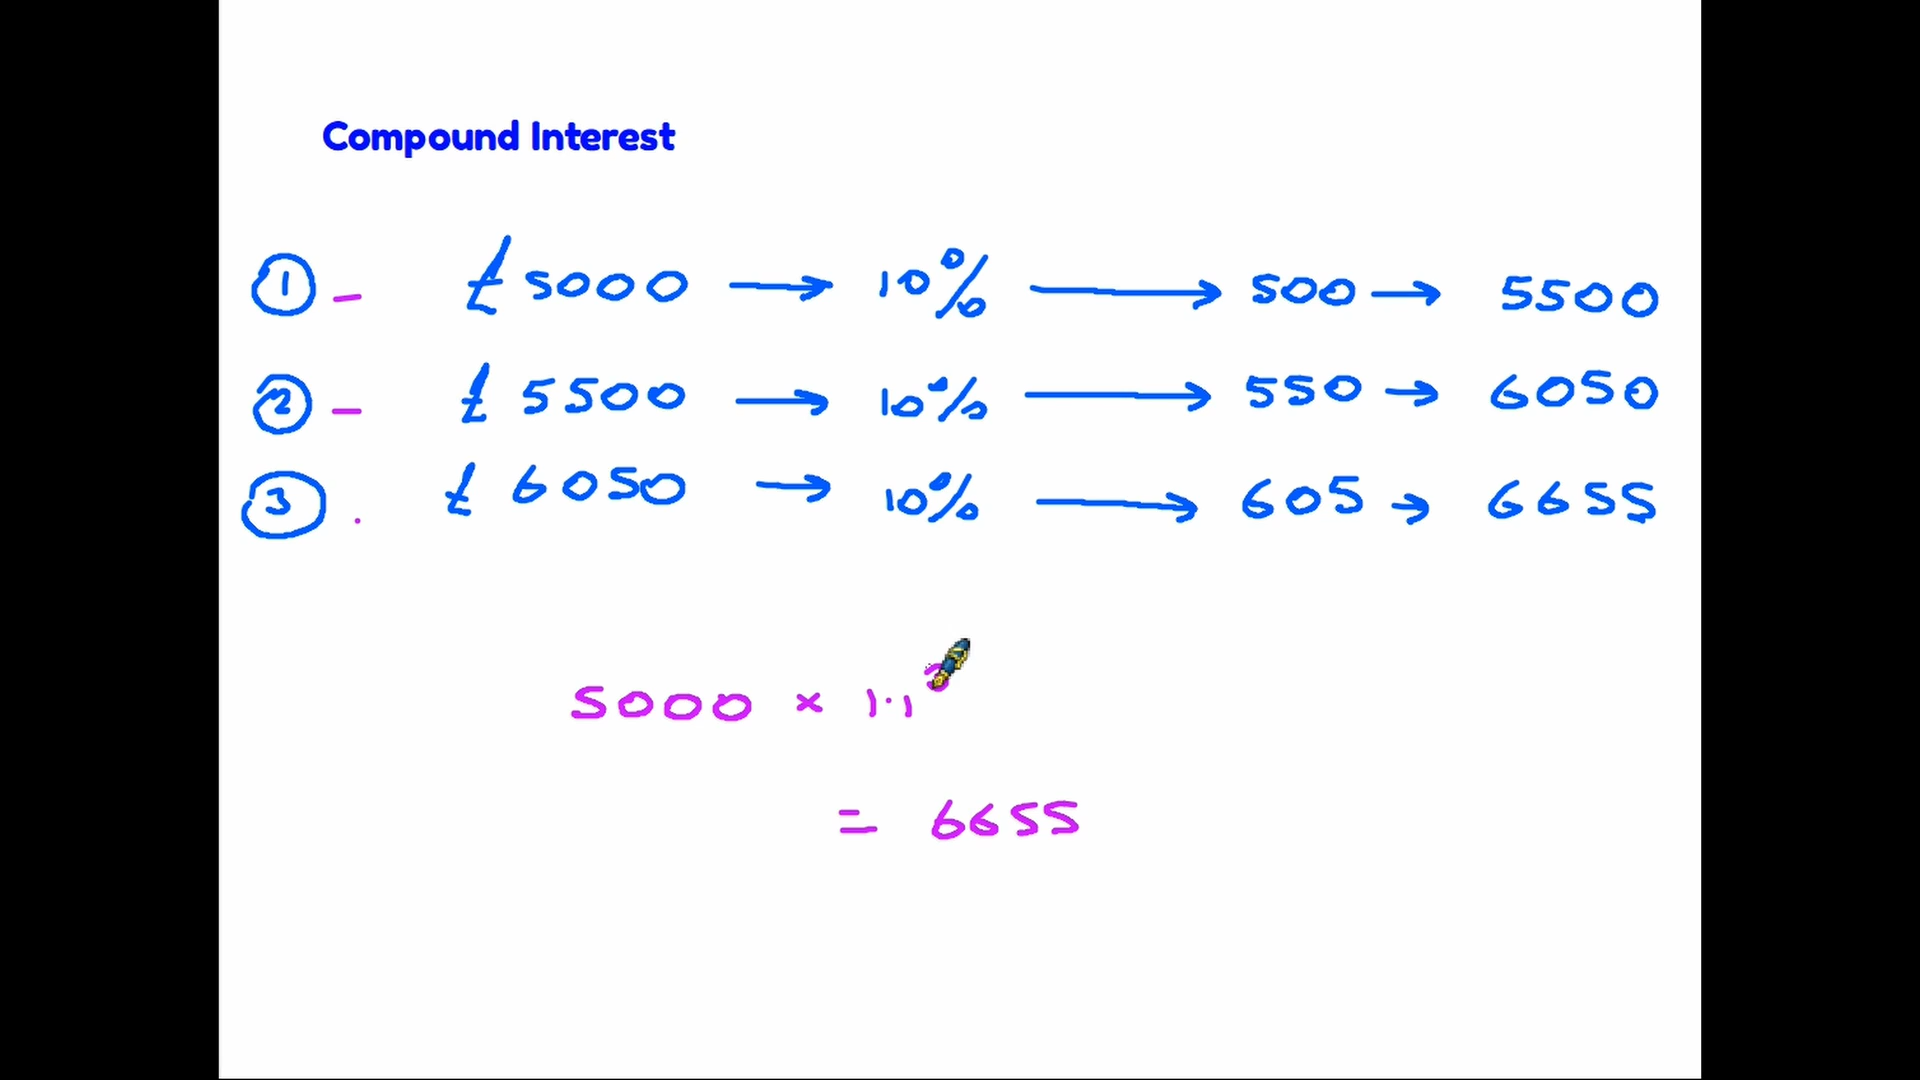 Compound Interest
① - £5000 → 10% → 500 → 5500
② - £5500 → 10% → 550 → 6050
③ . £6050 → 10% → 605 → 6655
5000 × 1·1³
= 6655